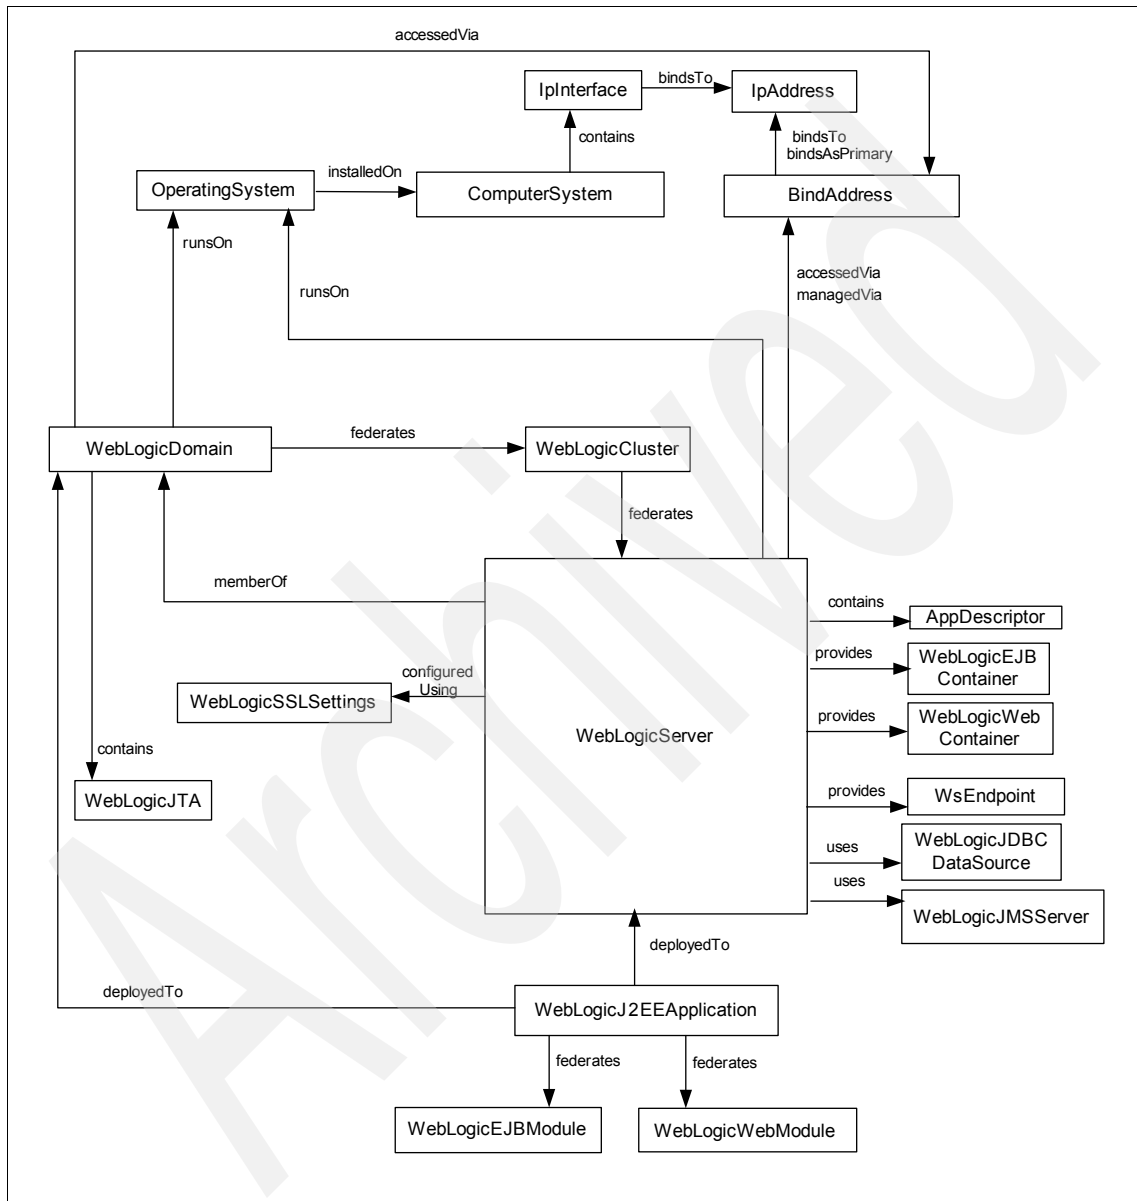 accessedVia
IpInterface
bindsTo
IpAddress
contains
bindsTo
bindsAsPrimary
OperatingSystem
installedOn
ComputerSystem
BindAddress
runsOn
runsOn
accessedVia
managedVia
WebLogicDomain
federates
WebLogicCluster
federates
memberOf
contains
AppDescriptor
provides
WebLogicEJB
Container
configured
Using
WebLogicSSLSettings
WebLogicServer
provides
WebLogicWeb
Container
contains
WebLogicJTA
provides
WsEndpoint
uses
WebLogicJDBC
DataSource
uses
WebLogicJMSServer
deployedTo
deployedTo
WebLogicJ2EEApplication
federates
federates
WebLogicEJBModule
WebLogicWebModule
Archived